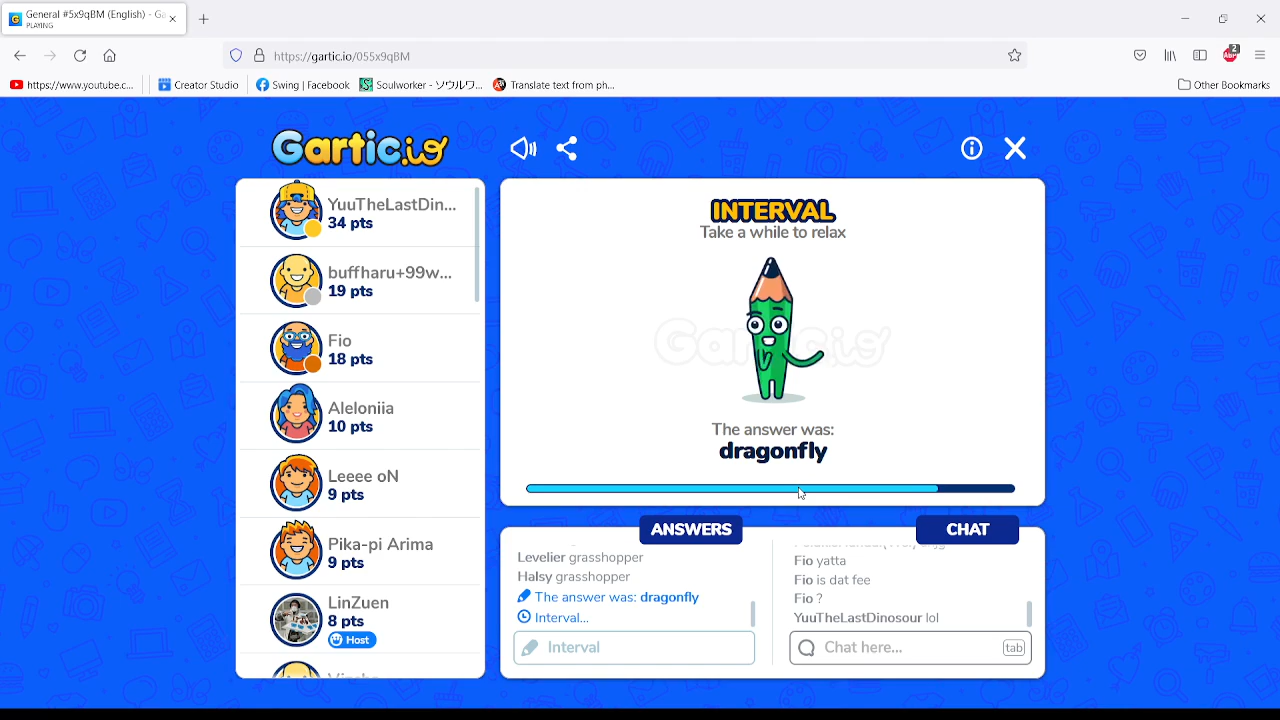 General #5x9qBM (English) - Ga
PLAYING
https://gartic.io/055x9qBM
2
https://www.youtube.c...
Creator Studio
Swing | Facebook
Soulworker - ソウルワ...
Translate text from ph...
Other Bookmarks
Gartic.io
YuuTheLastDin...
34 pts
buffharu+99w...
19 pts
Fio
18 pts
Aleloniia
10 pts
Leeee oN
9 pts
Pika-pi Arima
9 pts
LinZuen
8 pts
Host
INTERVAL
Take a while to relax
Gartic.io
The answer was:
dragonfly
ANSWERS
Levelier grasshopper
Halsy grasshopper
The answer was: dragonfly
Interval...
Interval
CHAT
Fio yatta
Fio is dat fee
Fio ?
YuuTheLastDinosour lol
Chat here...
tab